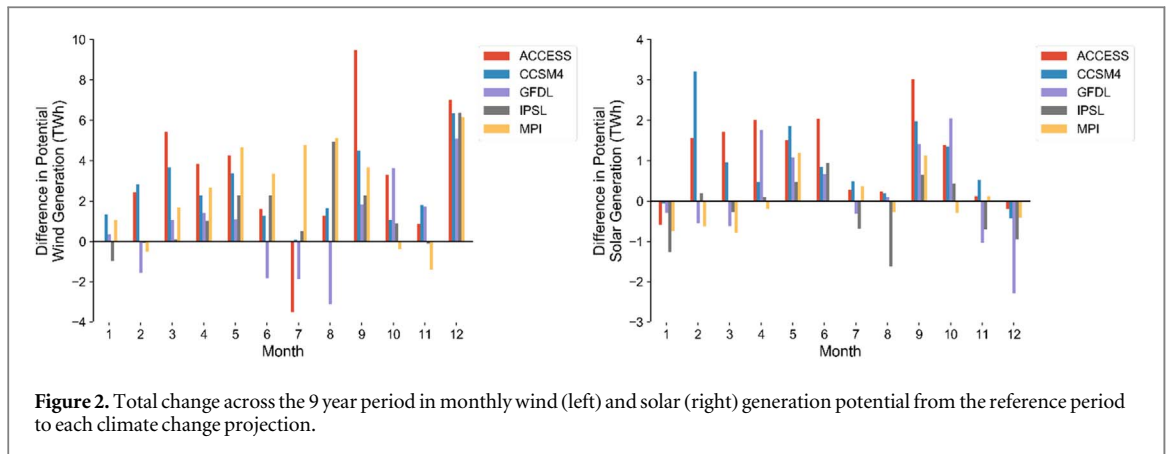 Difference in Potential
Wind Generation (TWh)
10
8
6
4
2
0
−2
−4
1 2 3 4 5 6 7 8 9 10 11 12
Month
ACCESS
CCSM4
GFDL
IPSL
MPI
Difference in Potential
Solar Generation (TWh)
4
3
2
1
0
−1
−2
−3
1 2 3 4 5 6 7 8 9 10 11 12
Month
ACCESS
CCSM4
GFDL
IPSL
MPI
Figure 2. Total change across the 9 year period in monthly wind (left) and solar (right) generation potential from the reference period
to each climate change projection.